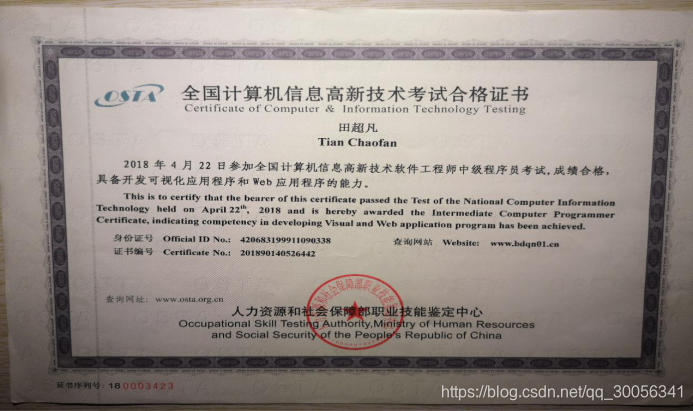 OSTA
全国计算机信息高新技术考试合格证书
Certificate of Computer & Information Technology Testing
田超凡
Tian Chaofan
2018 年 4 月 22 日参加全国计算机信息高新技术软件工程师中级程序员考试,成绩合格,
具备开发可视化应用程序和 Web 应用程序的能力。
This is to certify that the bearer of this certificate passed the Test of the National Computer Information
Technology held on April 22th, 2018 and is hereby awarded the Intermediate Computer Programmer
Certificate, indicating competency in developing Visual and Web application program has been achieved.
身份证号 Official ID No.: 420683199911090338 查询网站 Website: www.bdqn01.cn
证书编号 Certificate No.: 201890140526442
查询网址: www.osta.org.cn
人力资源和社会保障部职业技能鉴定中心
Occupational Skill Testing Authority,Ministry of Human Resources
and Social Security of the People's Republic of China
证书序列号: 18 0003423
https://blog.csdn.net/qq_30056341